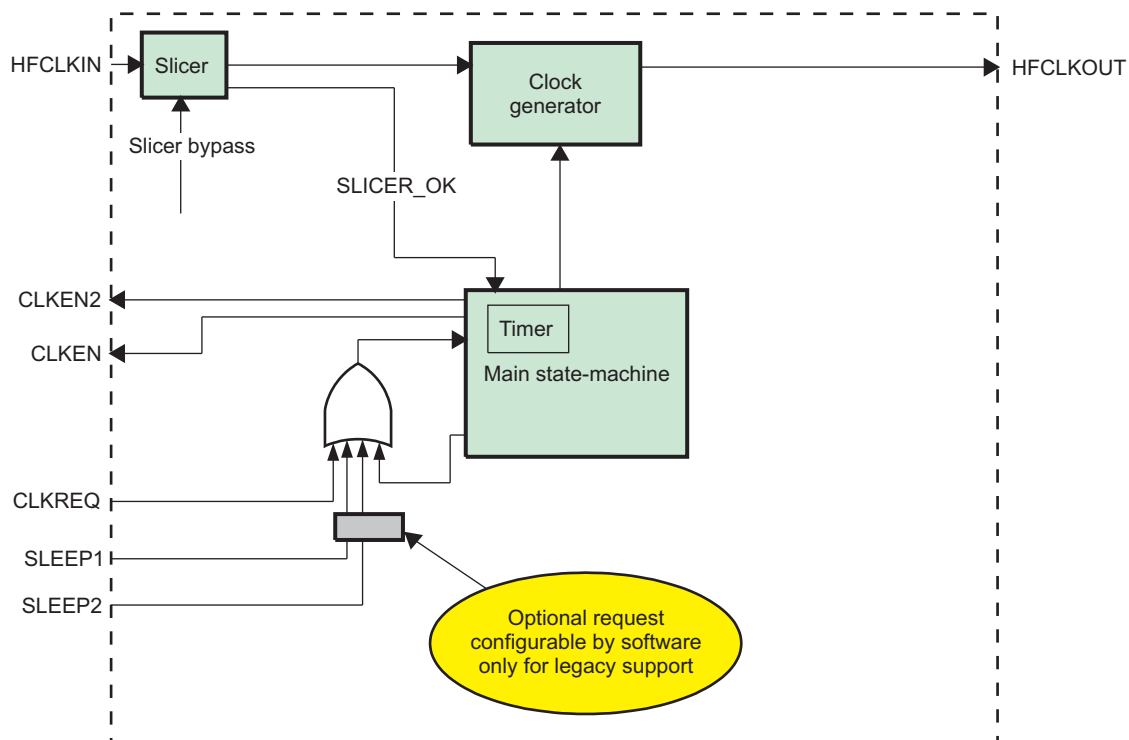 HFCLKIN
Slicer
Clock
generator
HFCLKOUT
Slicer bypass
SLICER_OK
CLKEN2
CLKEN
Timer
Main state-machine
CLKREQ
SLEEP1
SLEEP2
Optional request
configurable by software
only for legacy support